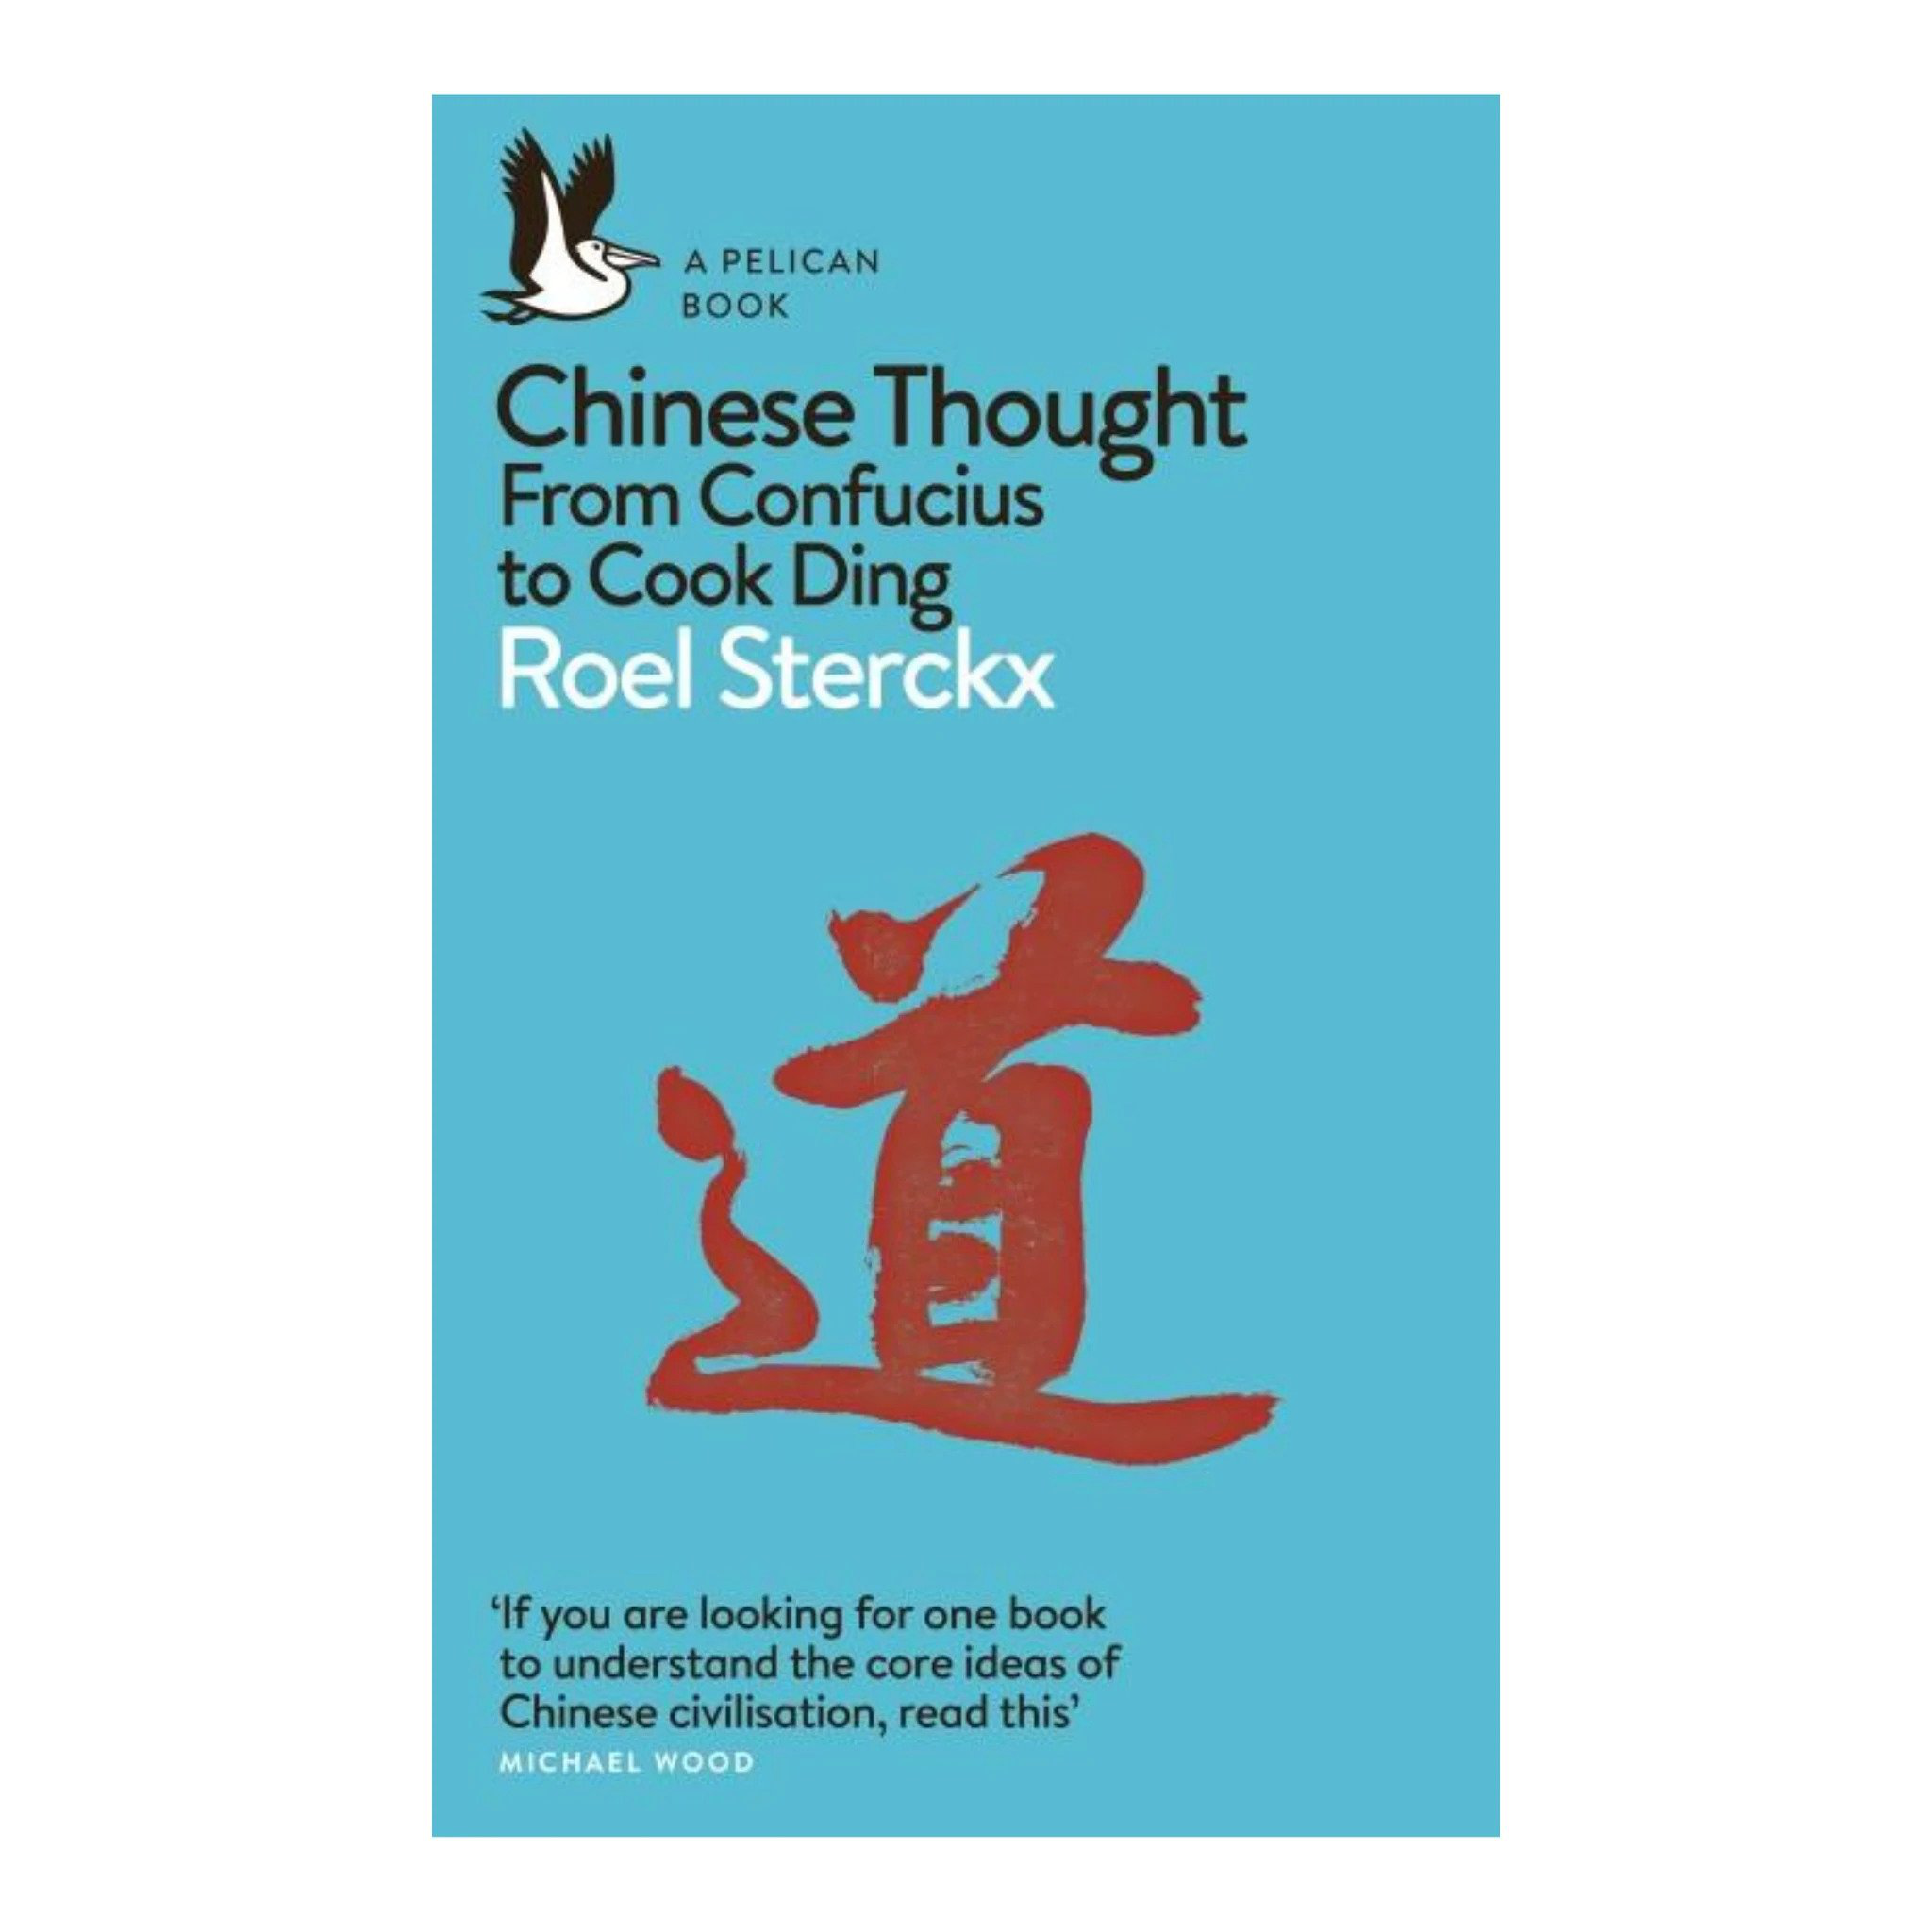 A PELICAN
BOOK
Chinese Thought
From Confucius
to Cook Ding
Roel Sterckx
道
‘If you are looking for one book
to understand the core ideas of
Chinese civilisation, read this’
MICHAEL WOOD